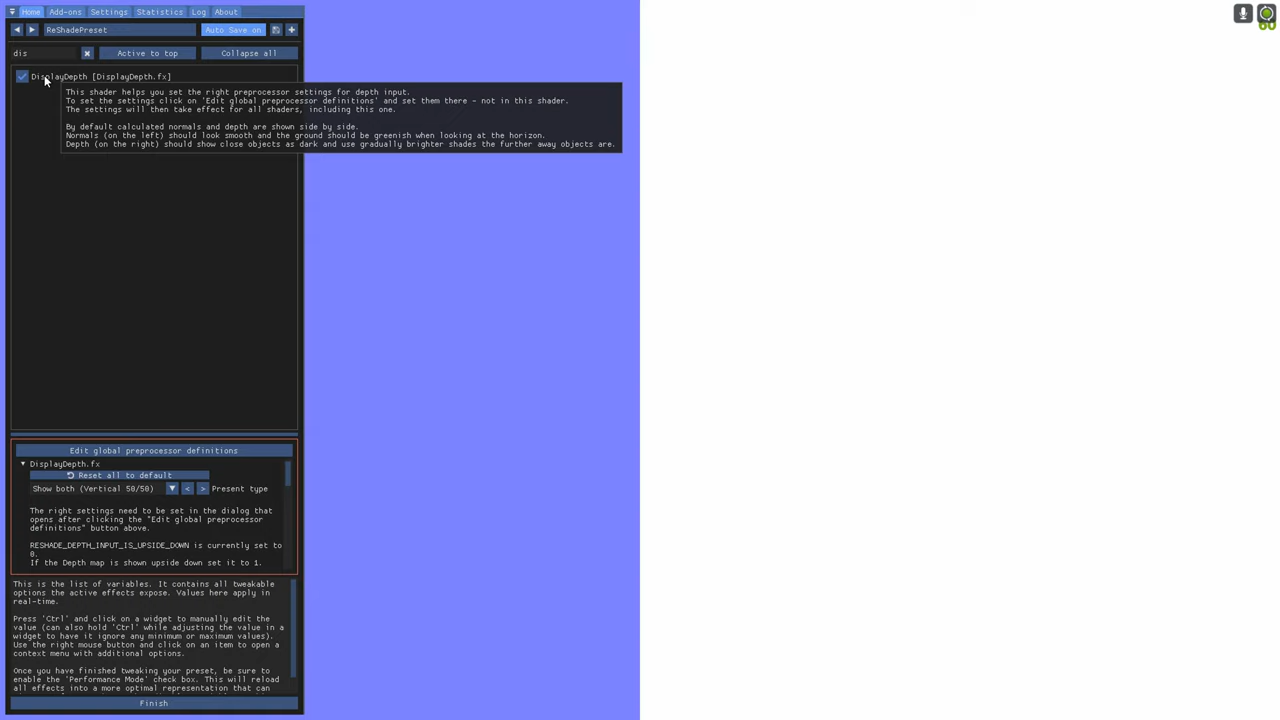 Home Add-ons Settings Statistics Log About
ReShadePreset Auto Save on
dis Active to top Collapse all
DisplayDepth [DisplayDepth.fx]
This shader helps you set the right preprocessor settings for depth input.
To set the settings click on 'Edit global preprocessor definitions' and set them there - not in this shader.
The settings will then take effect for all shaders, including this one.
By default calculated normals and depth are shown side by side.
Normals (on the left) should look smooth and the ground should be greenish when looking at the horizon.
Depth (on the right) should show close objects as dark and use gradually brighter shades the further away objects are.
Edit global preprocessor definitions
DisplayDepth.fx
Reset all to default
Show both (Vertical 50/50) < > Present type
The right settings need to be set in the dialog that
opens after clicking the "Edit global preprocessor
definitions" button above.
RESHADE_DEPTH_INPUT_IS_UPSIDE_DOWN is currently set to
0.
If the Depth map is shown upside down set it to 1.
This is the list of variables. It contains all tweakable
options the active effects expose. Values here apply in
real-time.
Press 'Ctrl' and click on a widget to manually edit the
value (can also hold 'Ctrl' while adjusting the value in a
widget to have it ignore any minimum or maximum values).
Use the right mouse button and click on an item to open a
context menu with additional options.
Once you have finished tweaking your preset, be sure to
enable the 'Performance Mode' check box. This will reload
all effects into a more optimal representation that can
Finish